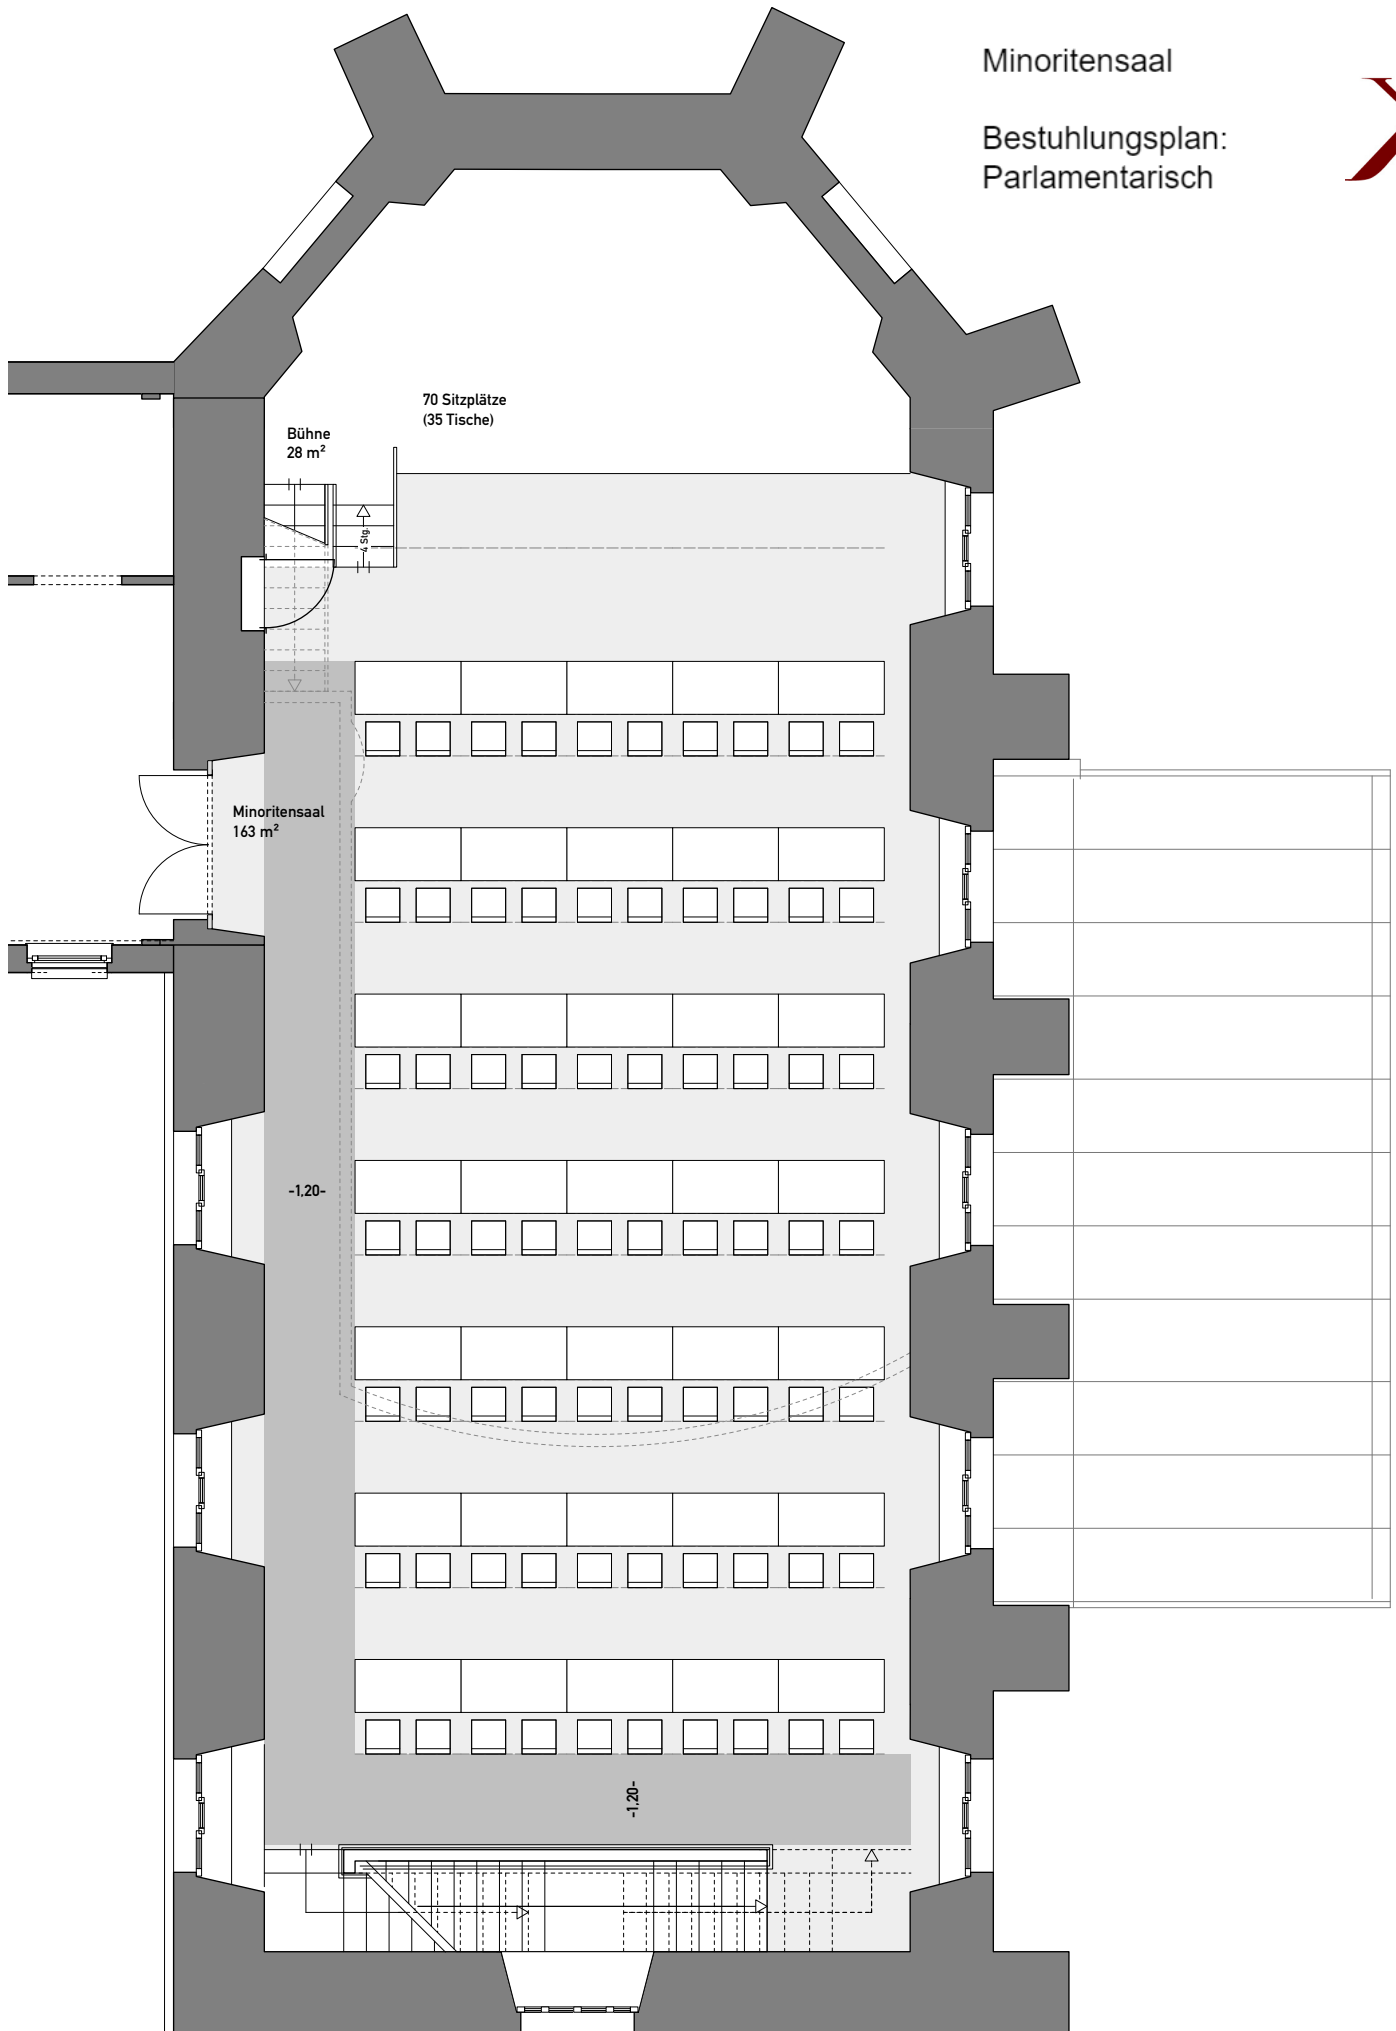 Minoritensaal
Bestuhlungsplan:
Parlamentarisch
70 Sitzplätze
(35 Tische)
Bühne
28 m²
4 Stg.
Minoritensaal
163 m²
-1,20-
-1,20-